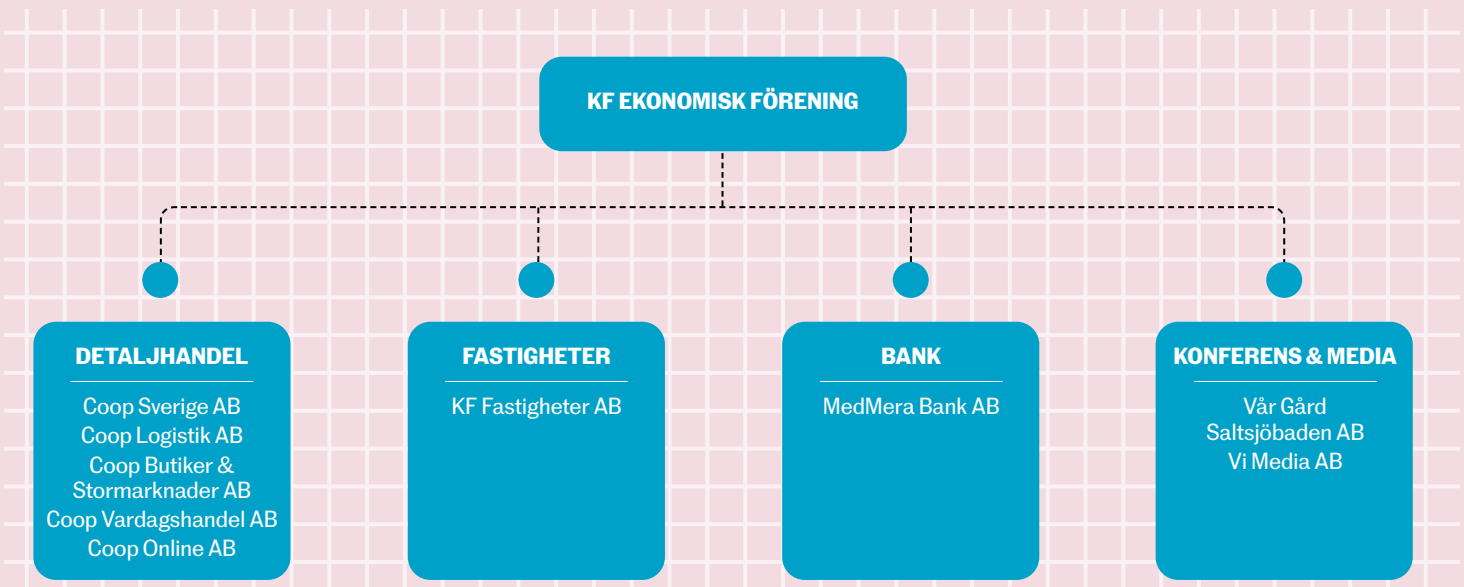 KF EKONOMISK FÖRENING
DETALJHANDEL
Coop Sverige AB
Coop Logistik AB
Coop Butiker &
Stormarknader AB
Coop Vardagshandel AB
Coop Online AB
FASTIGHETER
KF Fastigheter AB
BANK
MedMera Bank AB
KONFERENS & MEDIA
Vår Gård
Saltsjöbaden AB
Vi Media AB